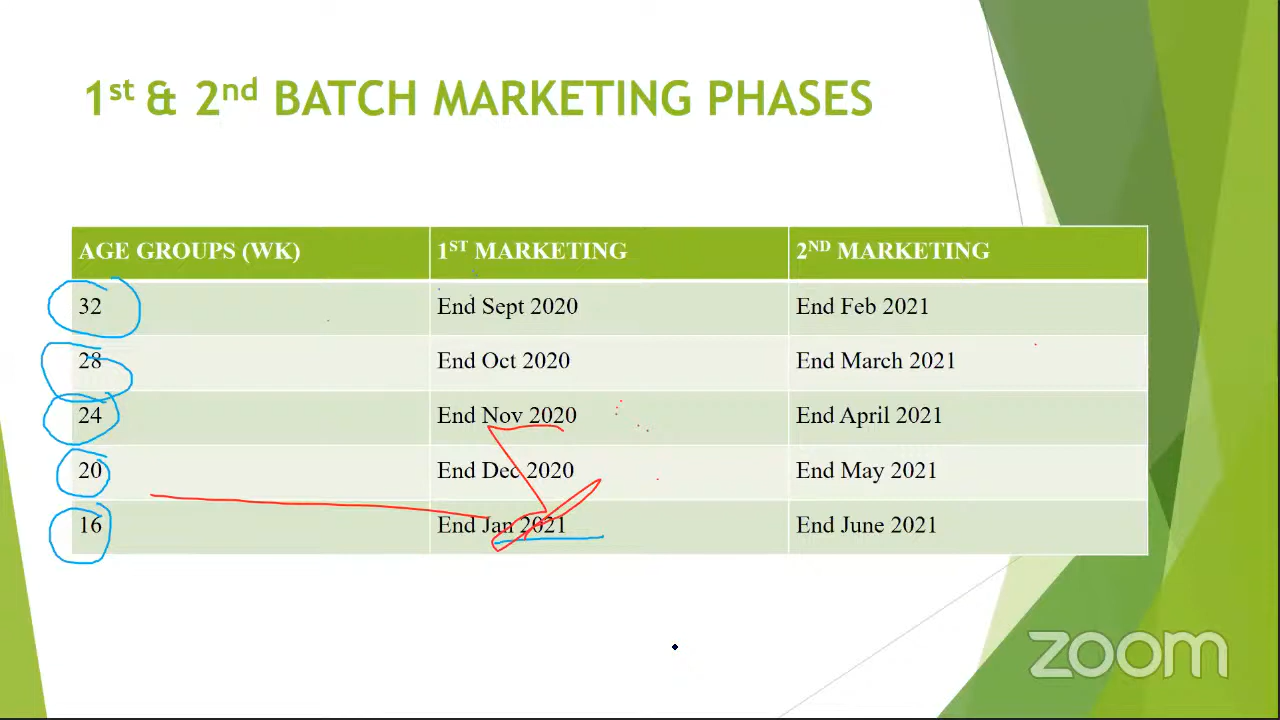 1st & 2nd BATCH MARKETING PHASES
AGE GROUPS (WK) 1ST MARKETING 2ND MARKETING
32 End Sept 2020 End Feb 2021
28 End Oct 2020 End March 2021
24 End Nov 2020 End April 2021
20 End Dec 2020 End May 2021
16 End Jan 2021 End June 2021
zoom